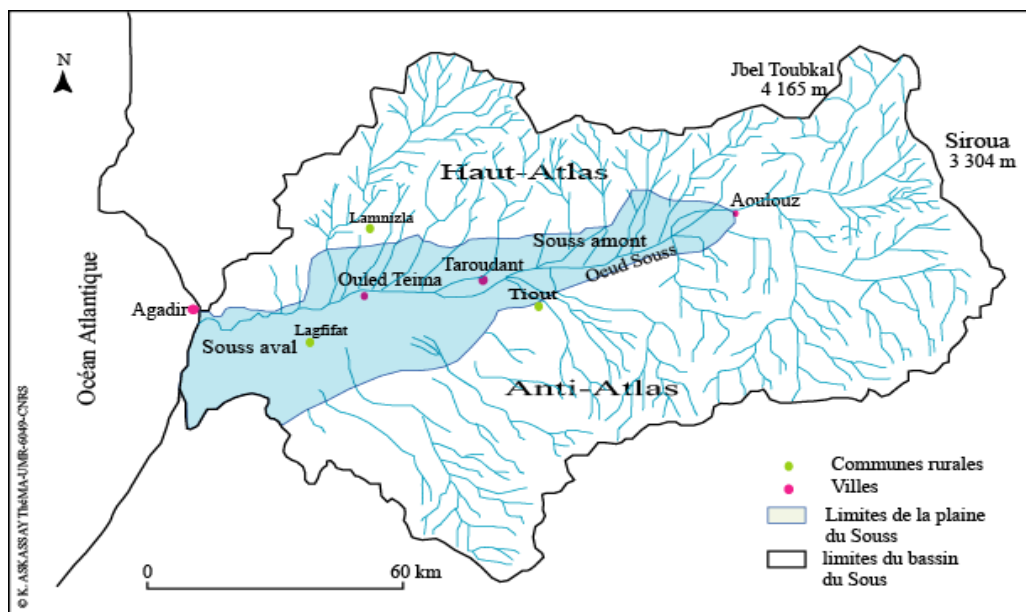 N
Jbel Toubkal
4 165 m
Siroua
3 304 m
Haut-Atlas
Aoulouz
Lamnizla
Souss amont
Oeud Souss
Taroudant
Ouled Teima
Tiout
Océan Atlantique
Agadir
Lagfifat
Souss aval
Anti-Atlas
Communes rurales
Villes
Limites de la plaine
du Souss
limites du bassin
du Sous
0
60 km
© K. ASKASSAY ThéMA-UMR-6049-CNRS